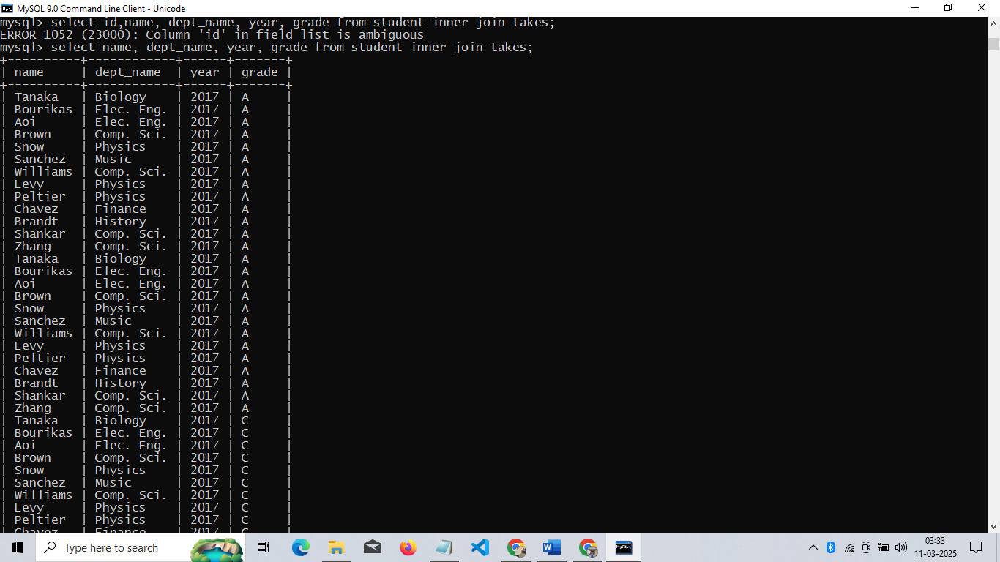 MySQL 9.0 Command Line Client - Unicode
mysql> select id,name, dept_name, year, grade from student inner join takes;
ERROR 1052 (23000): Column 'id' in field list is ambiguous
mysql> select name, dept_name, year, grade from student inner join takes;
+----------+------------+------+-------+
| name     | dept_name  | year | grade |
+----------+------------+------+-------+
| Tanaka   | Biology    | 2017 | A     |
| Bourikas | Elec. Eng. | 2017 | A     |
| Aoi      | Elec. Eng. | 2017 | A     |
| Brown    | Comp. Sci. | 2017 | A     |
| Snow     | Physics    | 2017 | A     |
| Sanchez  | Music      | 2017 | A     |
| Williams | Comp. Sci. | 2017 | A     |
| Levy     | Physics    | 2017 | A     |
| Peltier  | Physics    | 2017 | A     |
| Chavez   | Finance    | 2017 | A     |
| Brandt   | History    | 2017 | A     |
| Shankar  | Comp. Sci. | 2017 | A     |
| Zhang    | Comp. Sci. | 2017 | A     |
| Tanaka   | Biology    | 2017 | A     |
| Bourikas | Elec. Eng. | 2017 | A     |
| Aoi      | Elec. Eng. | 2017 | A     |
| Brown    | Comp. Sci. | 2017 | A     |
| Snow     | Physics    | 2017 | A     |
| Sanchez  | Music      | 2017 | A     |
| Williams | Comp. Sci. | 2017 | A     |
| Levy     | Physics    | 2017 | A     |
| Peltier  | Physics    | 2017 | A     |
| Chavez   | Finance    | 2017 | A     |
| Brandt   | History    | 2017 | A     |
| Shankar  | Comp. Sci. | 2017 | A     |
| Zhang    | Comp. Sci. | 2017 | A     |
| Tanaka   | Biology    | 2017 | C     |
| Bourikas | Elec. Eng. | 2017 | C     |
| Aoi      | Elec. Eng. | 2017 | C     |
| Brown    | Comp. Sci. | 2017 | C     |
| Snow     | Physics    | 2017 | C     |
| Sanchez  | Music      | 2017 | C     |
| Williams | Comp. Sci. | 2017 | C     |
| Levy     | Physics    | 2017 | C     |
| Peltier  | Physics    | 2017 | C     |
| Chavez   | Finance    | 2017 | C     |
Type here to search
03:33
11-03-2025